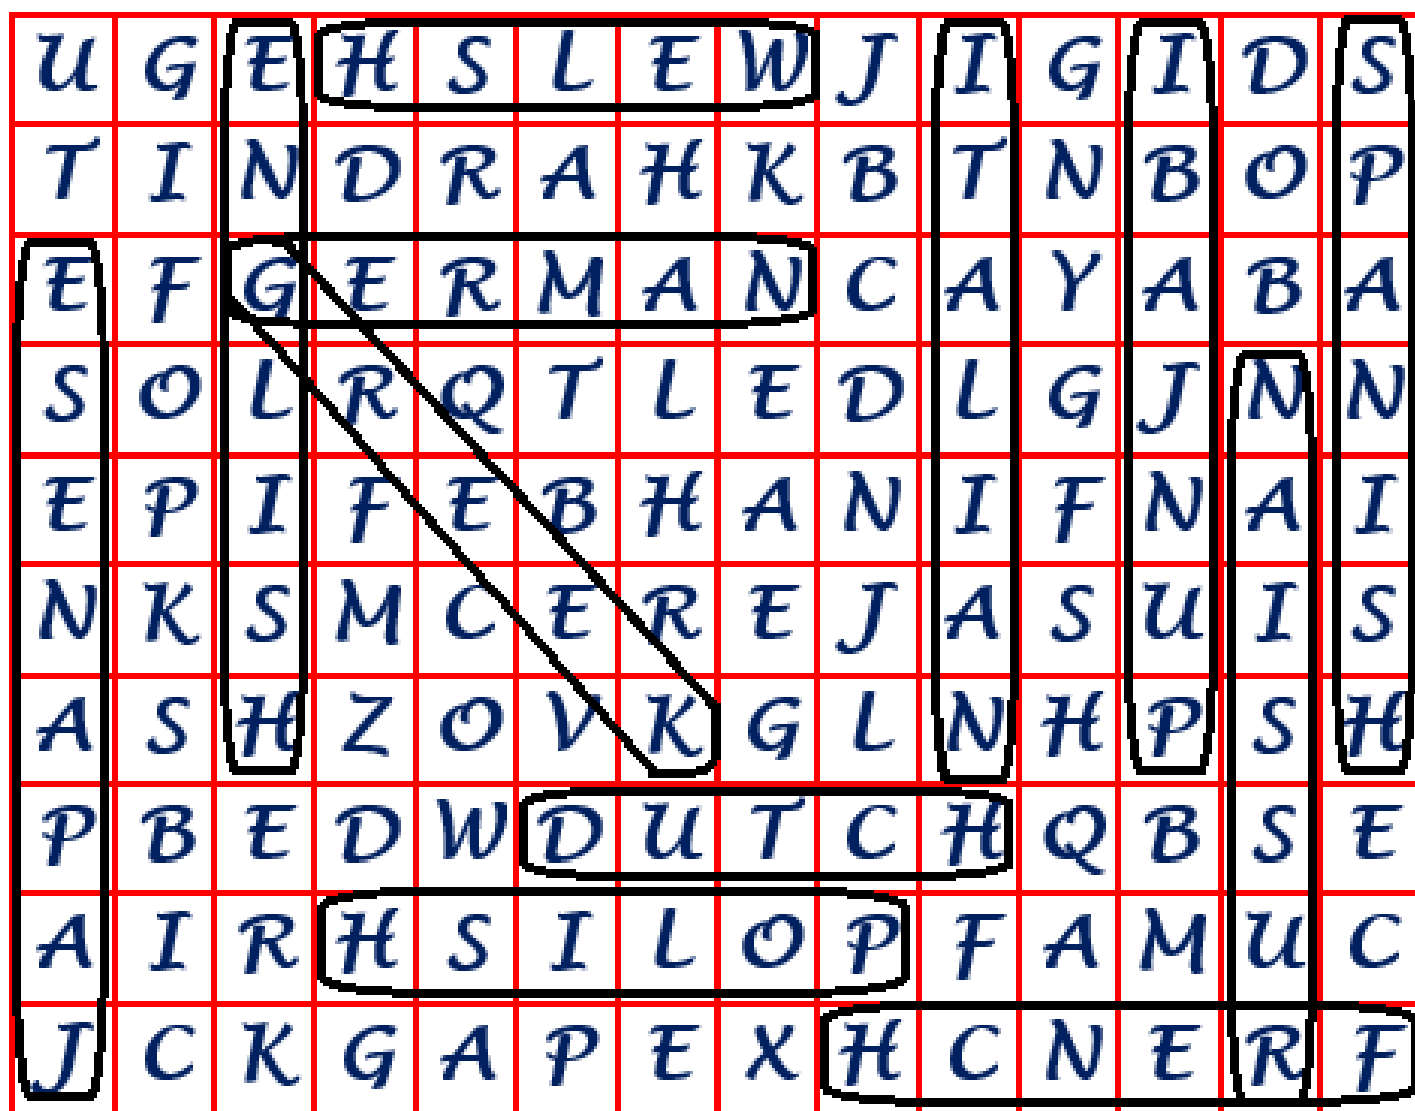 U G E H S L E W J I G I D S
T I N D R A H K B T N B O P
E F G E R M A N C A Y A B A
S O L R Q T L E D L G J N N
E P I F E B H A N I F N A I
N K S M C E R E J A S U I S
A S H Z O V K G L N H P S H
P B E D W D U T C H Q B S E
A I R H S I L O P F A M U C
J C K G A P E X H C N E R F